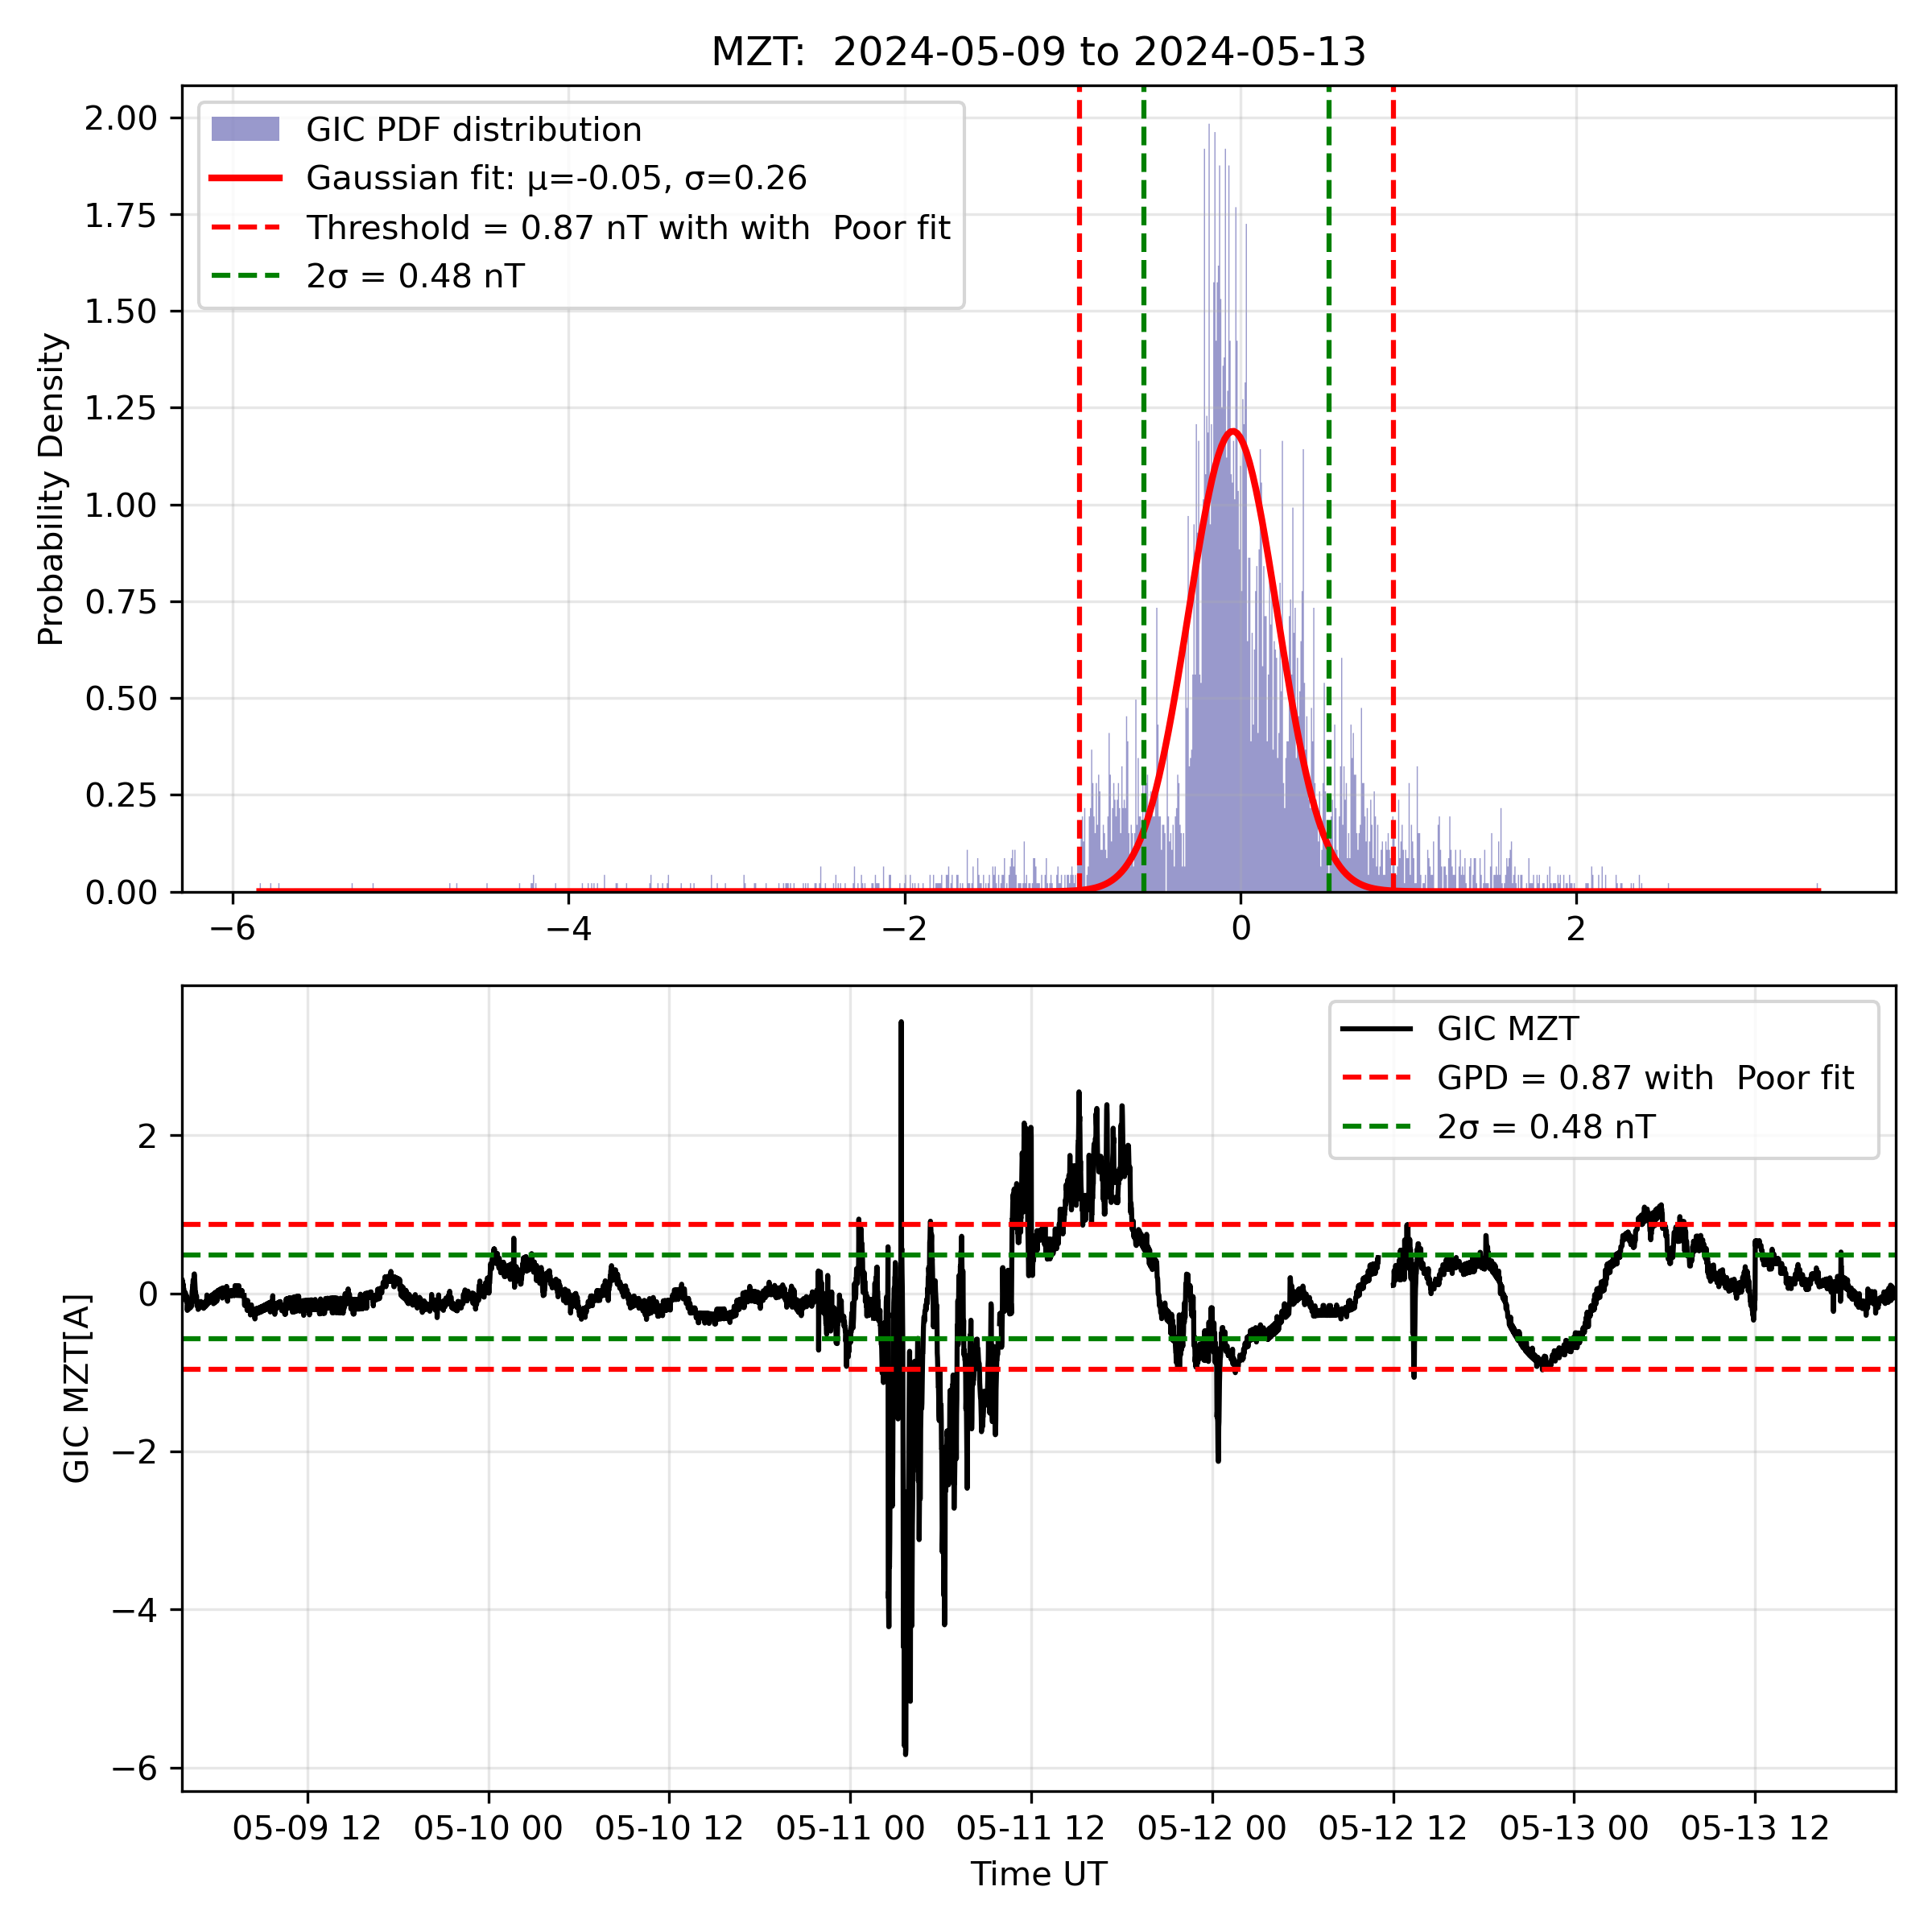 MZT:  2024-05-09 to 2024-05-13
GIC PDF distribution
Gaussian fit: μ=-0.05, σ=0.26
Threshold = 0.87 nT with with  Poor fit
2σ = 0.48 nT
Probability Density
2.00
1.75
1.50
1.25
1.00
0.75
0.50
0.25
0.00
−6
−4
−2
0
2
GIC MZT
GPD = 0.87 with  Poor fit
2σ = 0.48 nT
GIC MZT[A]
2
0
−2
−4
−6
05-09 12
05-10 00
05-10 12
05-11 00
05-11 12
05-12 00
05-12 12
05-13 00
05-13 12
Time UT